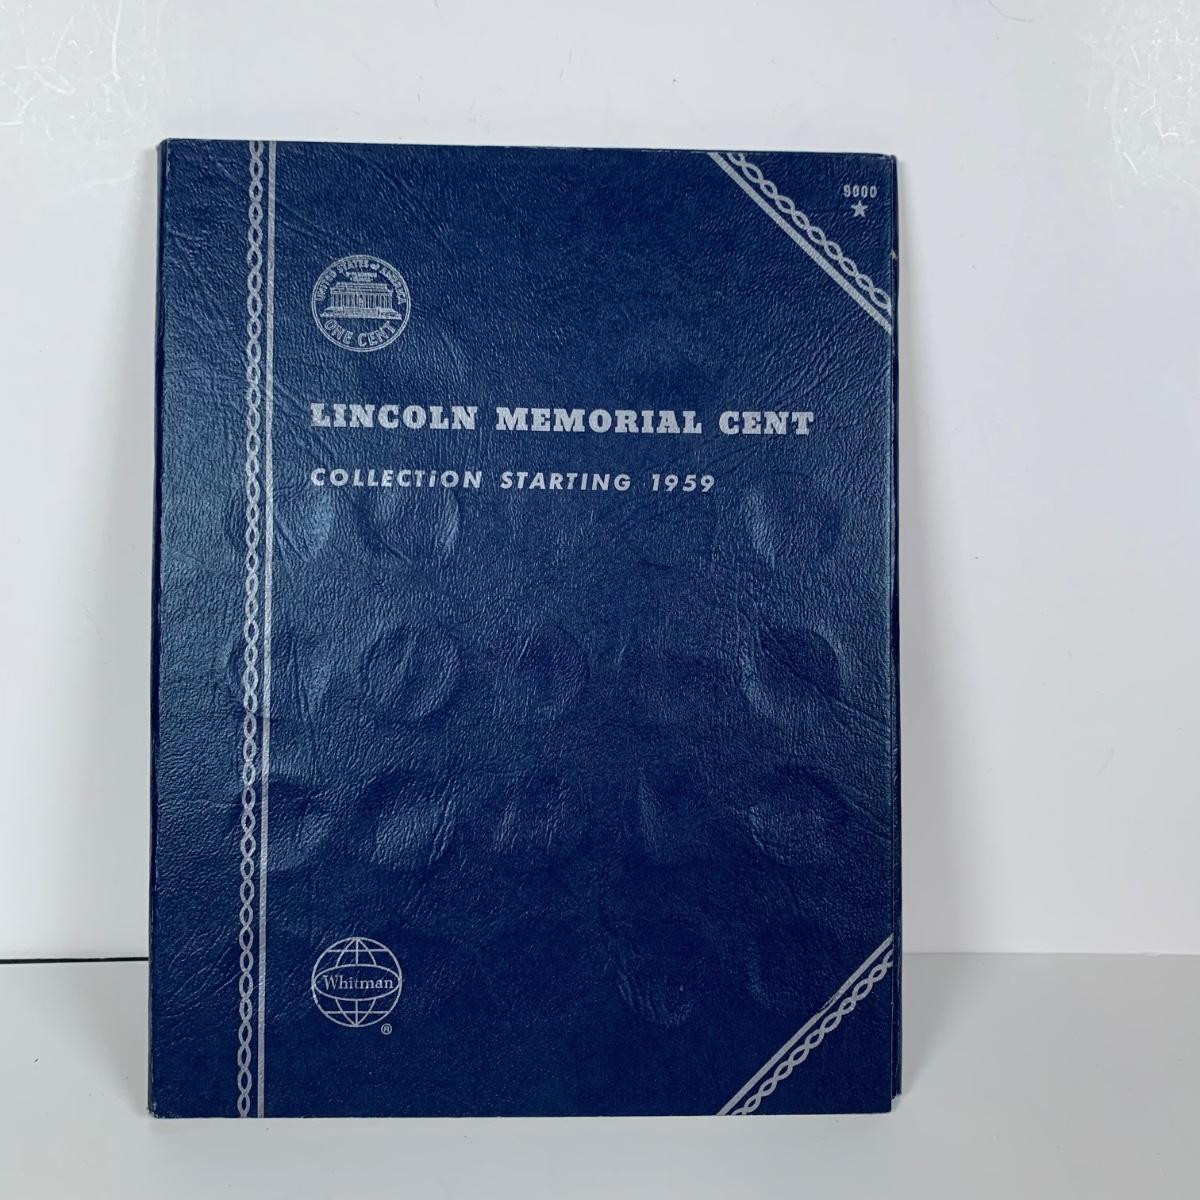 9000
UNITED STATES OF AMERICA
ONE CENT
LINCOLN MEMORIAL CENT
COLLECTiON STARTING 1959
Whitman
®